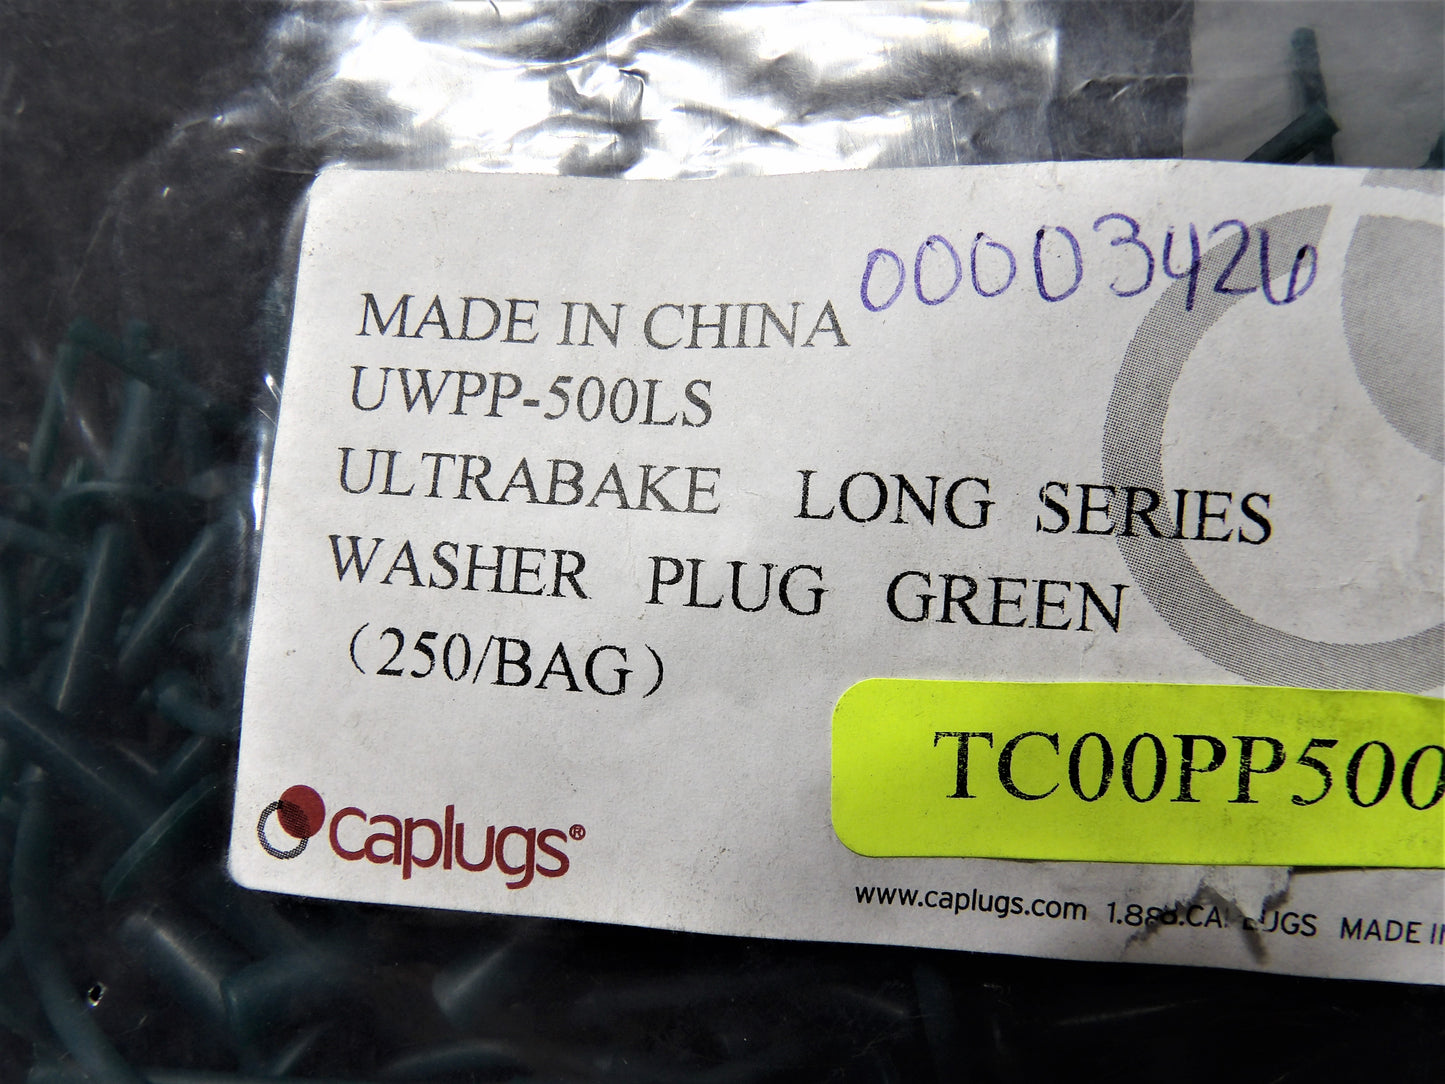 00003426
MADE IN CHINA
UWPP-500LS
ULTRABAKE LONG SERIES
WASHER PLUG GREEN
(250/BAG)
TC00PP500
caplugs®
www.caplugs.com MADE